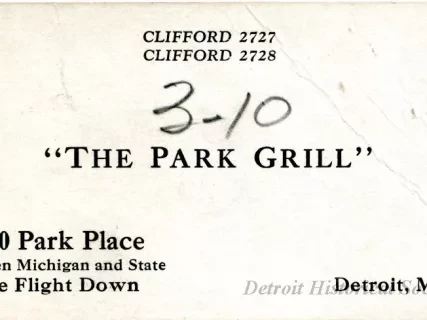 CLIFFORD 2727
CLIFFORD 2728
3-10
"THE PARK GRILL"
0 Park Place
en Michigan and State
e Flight Down
Detroit Historical Soc
Detroit, M